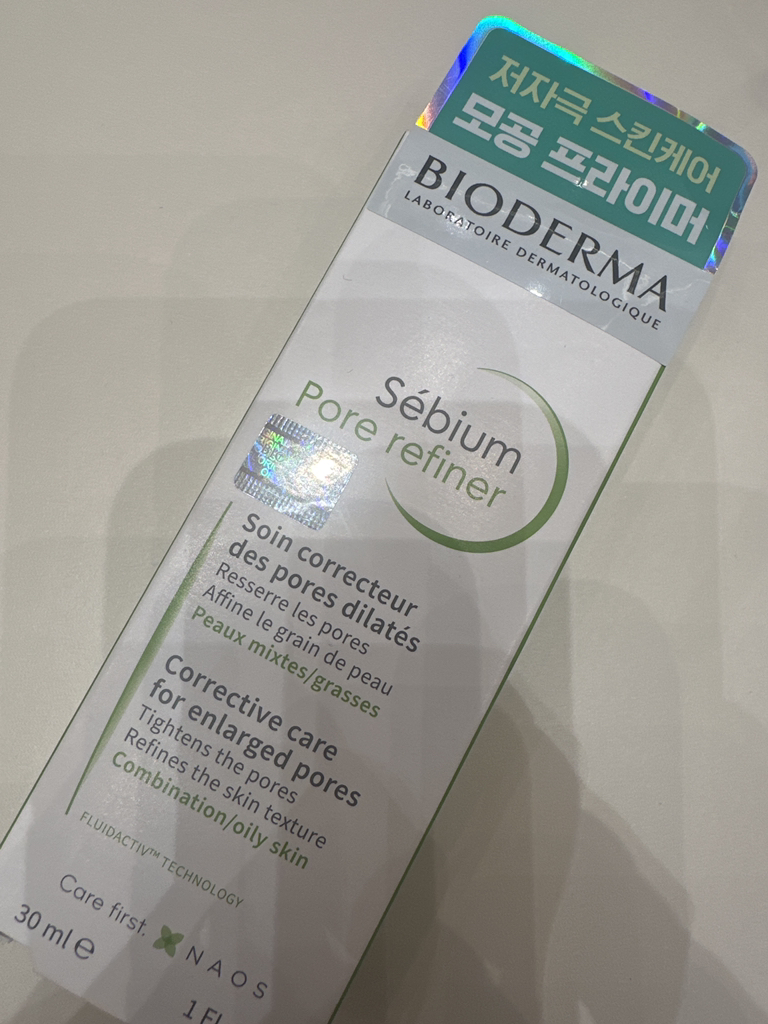 저자극 스킨케어
모공 프라이머
BIODERMA
LABORATOIRE DERMATOLOGIQUE
Sébium
Pore refiner
Soin correcteur
des pores dilatés
Resserre les pores
Affine le grain de peau
Peaux mixtes/grasses
Corrective care
for enlarged pores
Tightens the pores
Refines the skin texture
Combination/oily skin
FLUIDACTIV™ TECHNOLOGY
Care first.
NAOS
30 ml e
1 Fl